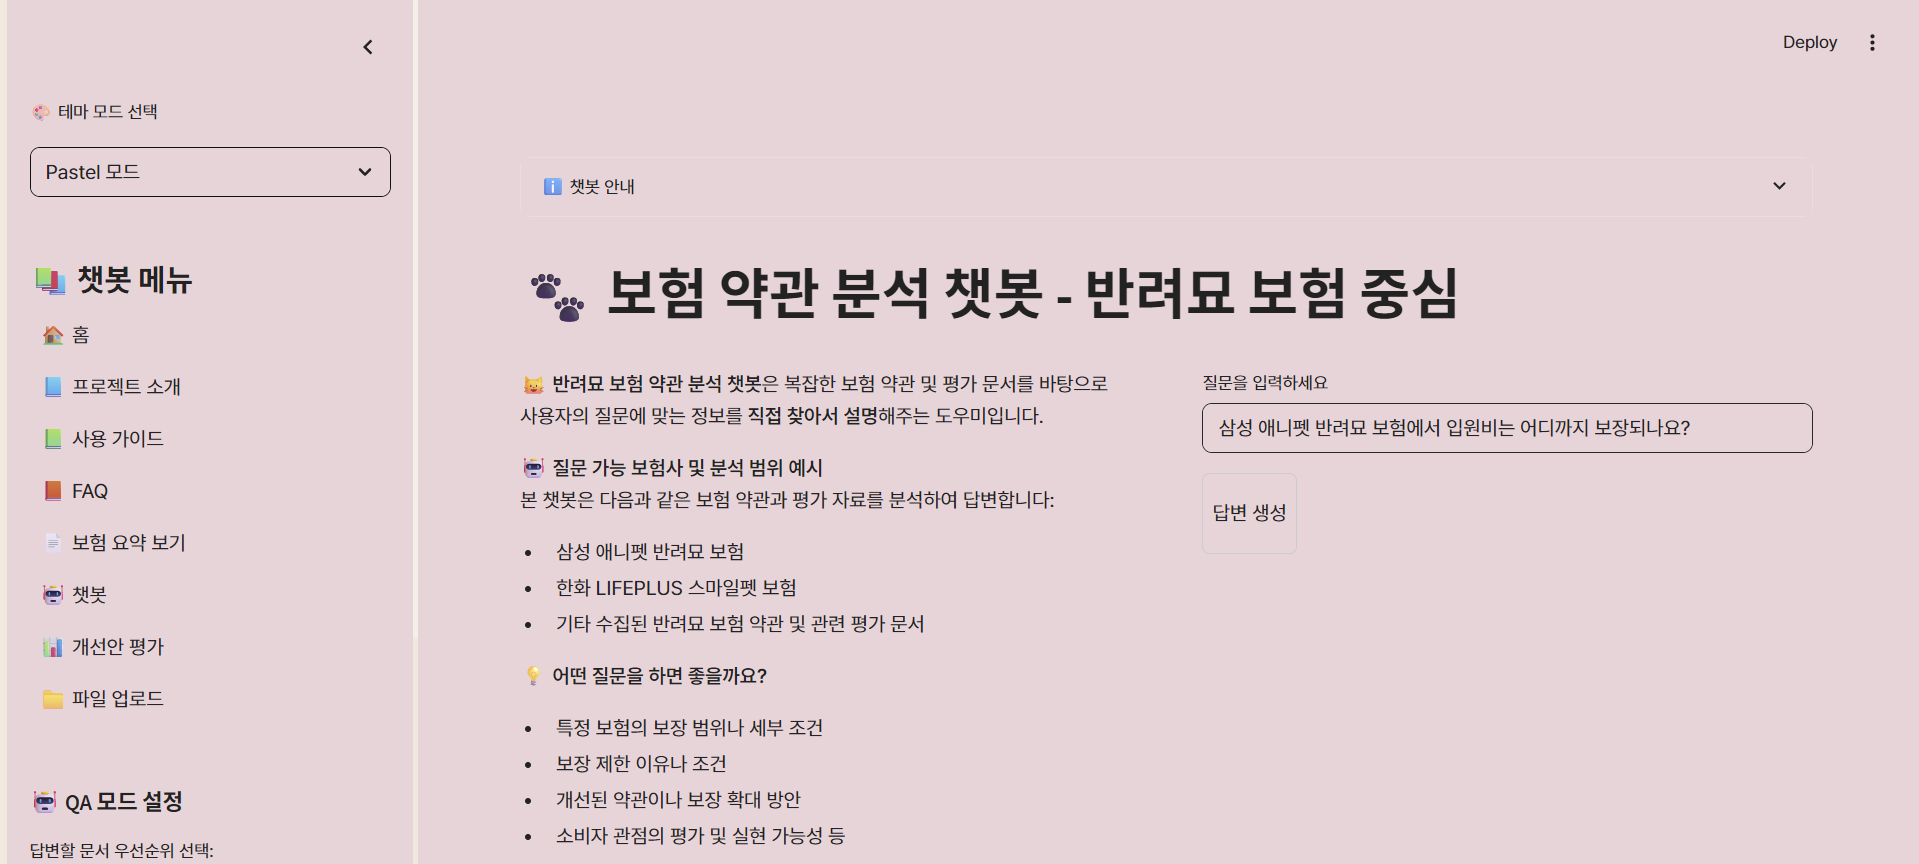 Deploy
테마 모드 선택
Pastel 모드
챗봇 메뉴
홈
프로젝트 소개
사용 가이드
FAQ
보험 요약 보기
챗봇
개선안 평가
파일 업로드
QA 모드 설정
답변할 문서 우선순위 선택:
챗봇 안내
보험 약관 분석 챗봇 - 반려묘 보험 중심
반려묘 보험 약관 분석 챗봇은 복잡한 보험 약관 및 평가 문서를 바탕으로
사용자의 질문에 맞는 정보를 직접 찾아서 설명해주는 도우미입니다.
질문 가능 보험사 및 분석 범위 예시
본 챗봇은 다음과 같은 보험 약관과 평가 자료를 분석하여 답변합니다:
• 삼성 애니펫 반려묘 보험
• 한화 LIFEPLUS 스마일펫 보험
• 기타 수집된 반려묘 보험 약관 및 관련 평가 문서
어떤 질문을 하면 좋을까요?
• 특정 보험의 보장 범위나 세부 조건
• 보장 제한 이유나 조건
• 개선된 약관이나 보장 확대 방안
• 소비자 관점의 평가 및 실현 가능성 등
질문을 입력하세요
삼성 애니펫 반려묘 보험에서 입원비는 어디까지 보장되나요?
답변 생성